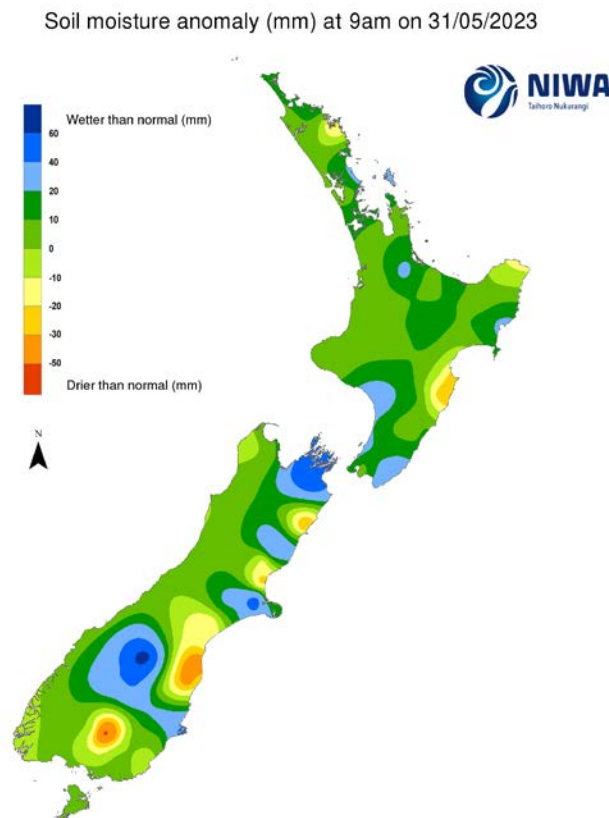 Soil moisture anomaly (mm) at 9am on 31/05/2023
NIWA
Taihoro Nukurangi
Wetter than normal (mm)
60
40
20
10
0
-10
-20
-30
-50
Drier than normal (mm)
N